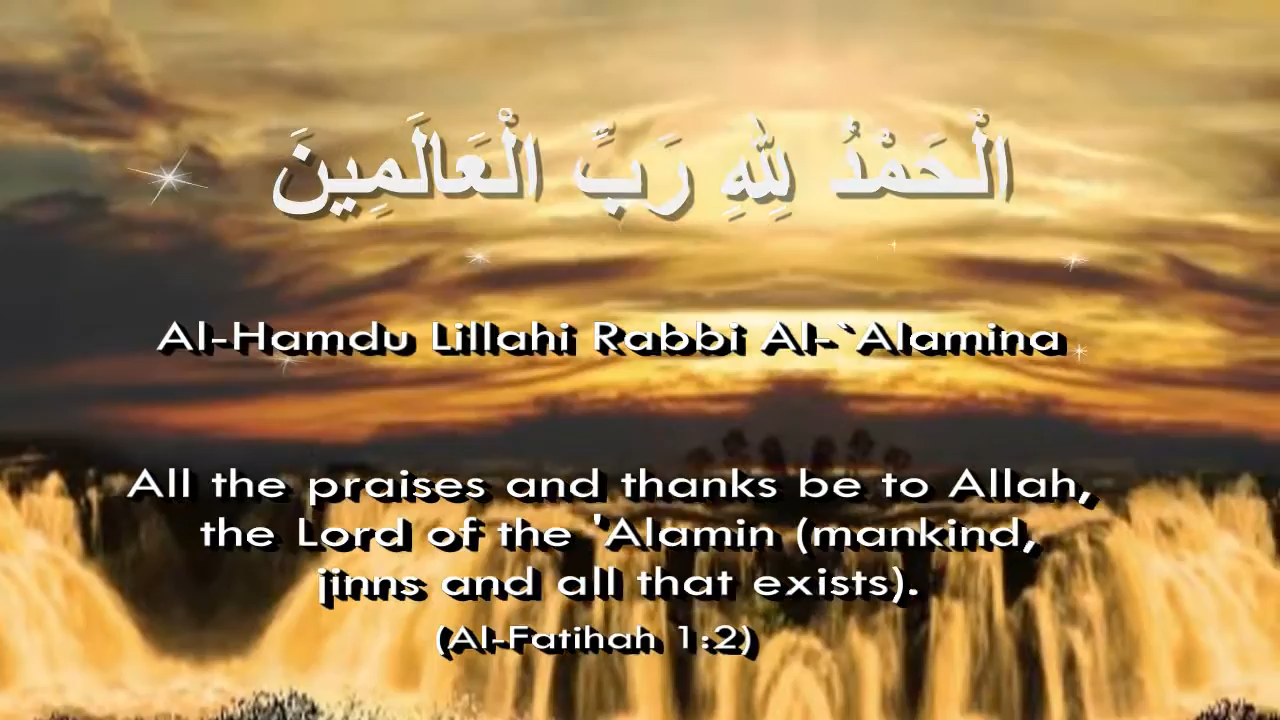 الْحَمْدُ لِلَّهِ رَبِّ الْعَالَمِينَ
Al-Hamdu Lillahi Rabbi Al-`Alamina
All the praises and thanks be to Allah,
the Lord of the 'Alamin (mankind,
jinns and all that exists).
(Al-Fatihah 1:2)